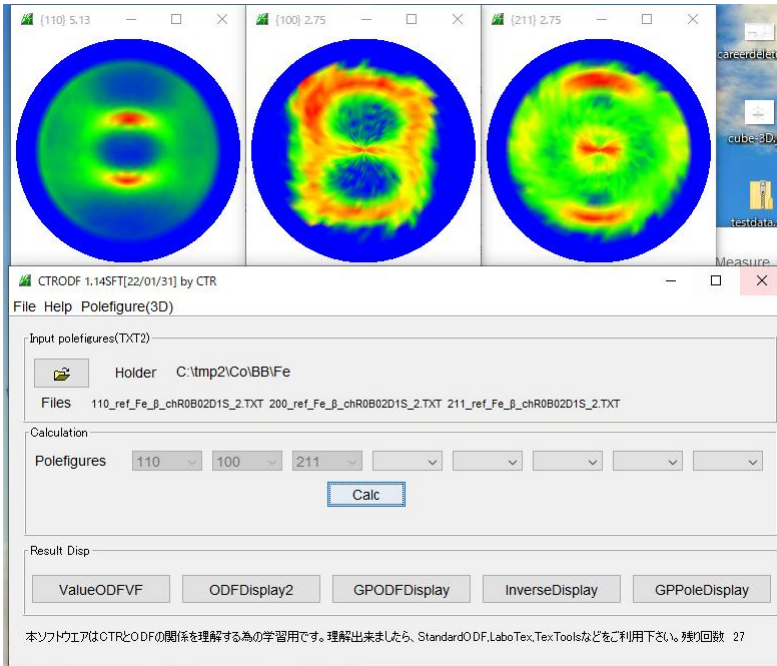 {110} 5.13
{100} 2.75
{211} 2.75
cube-3D.
testdata.
Measure
CTRODF 1.14SFT[22/01/31] by CTR
File Help Polefigure(3D)
Input polefigures(TXT2)
Holder C:\tmp2\Co\BB\Fe
Files 110_ref_Fe_β_chR0B02D1S_2.TXT 200_ref_Fe_β_chR0B02D1S_2.TXT 211_ref_Fe_β_chR0B02D1S_2.TXT
Calculation
Polefigures 110 100 211
Calc
Result Disp
ValueODFVF ODFDisplay2 GPODFDisplay InverseDisplay GPPoleDisplay
本ソフトウエアはCTRとODFの関係を理解する為の学習用です。理解出来ましたら、StandardODF,LaboTex,TexToolsなどをご利用下さい。残り回数 27